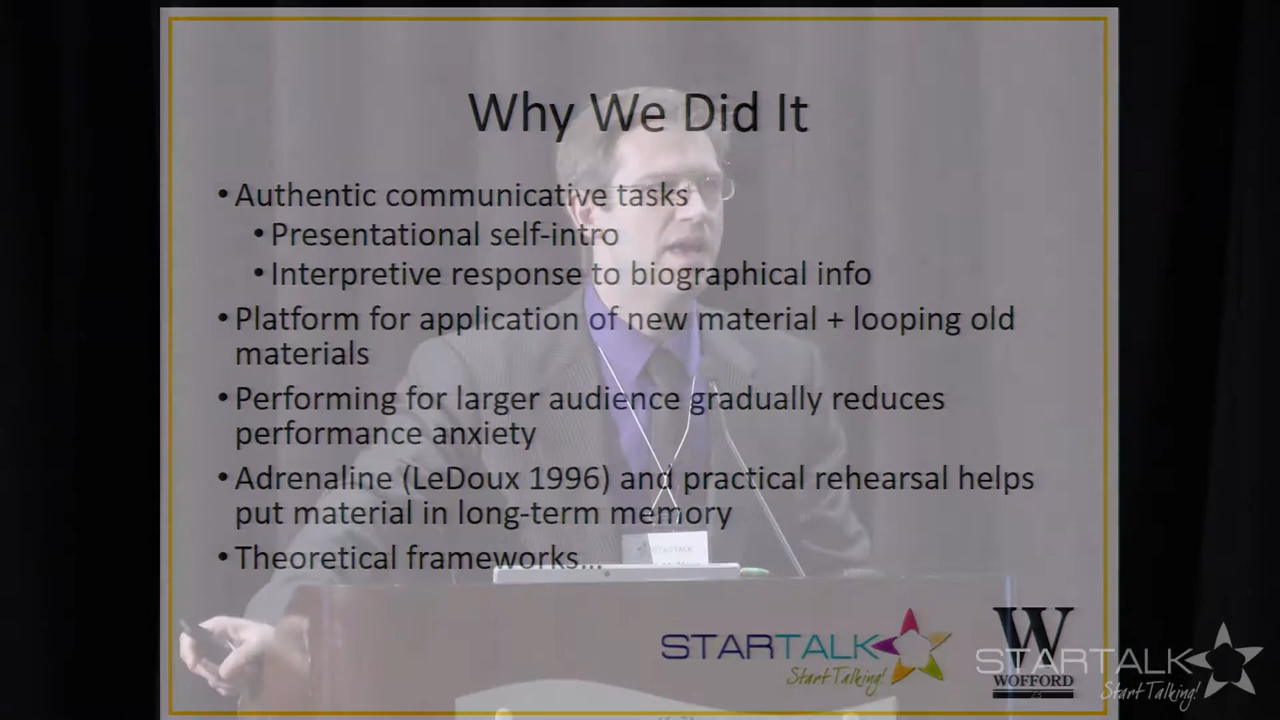 Why We Did It
•Authentic communicative tasks
•Presentational self-intro
•Interpretive response to biographical info
•Platform for application of new material + looping old
materials
•Performing for larger audience gradually reduces
performance anxiety
•Adrenaline (LeDoux 1996) and practical rehearsal helps
put material in long-term memory
•Theoretical frameworks...
STARTALK
STARTALK
Start Talking!
W
WOFFORD
STARTALK
Start Talking!